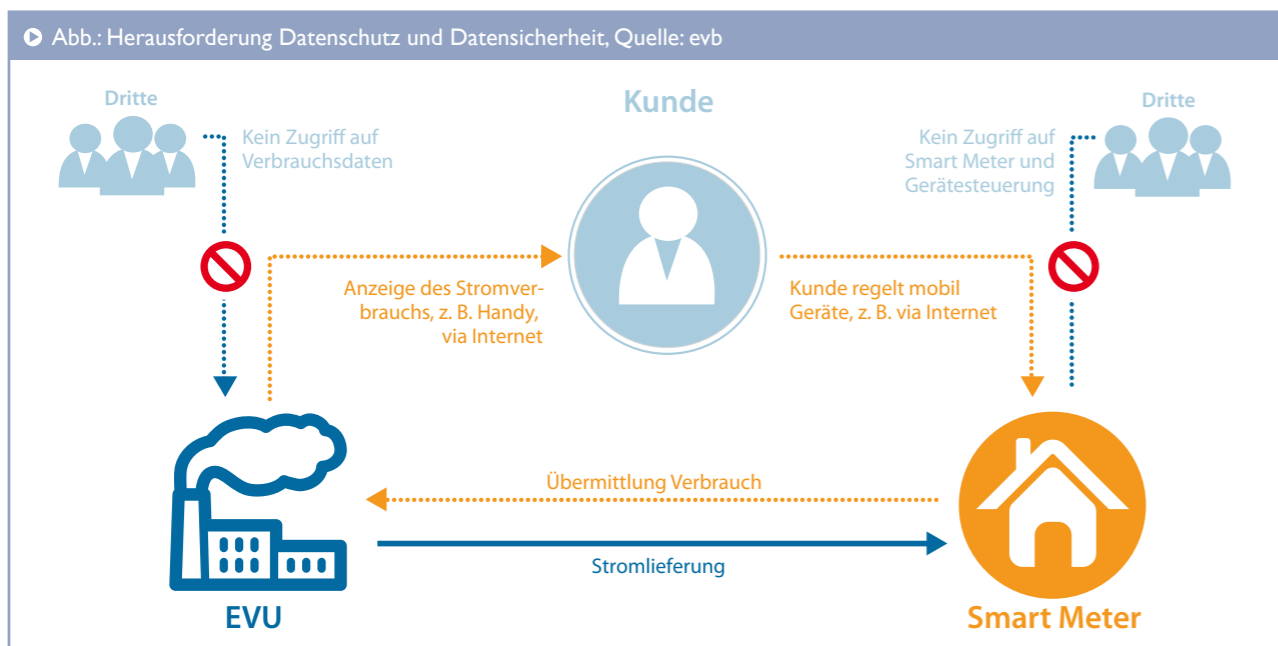 Abb.: Herausforderung Datenschutz und Datensicherheit, Quelle: evb
Dritte
Kein Zugriff auf
Verbrauchsdaten
Kunde
Dritte
Kein Zugriff auf
Smart Meter und
Gerätesteuerung
Anzeige des Stromver-
brauchs, z. B. Handy,
via Internet
Kunde regelt mobil
Geräte, z. B. via Internet
Übermittlung Verbrauch
Stromlieferung
EVU
Smart Meter